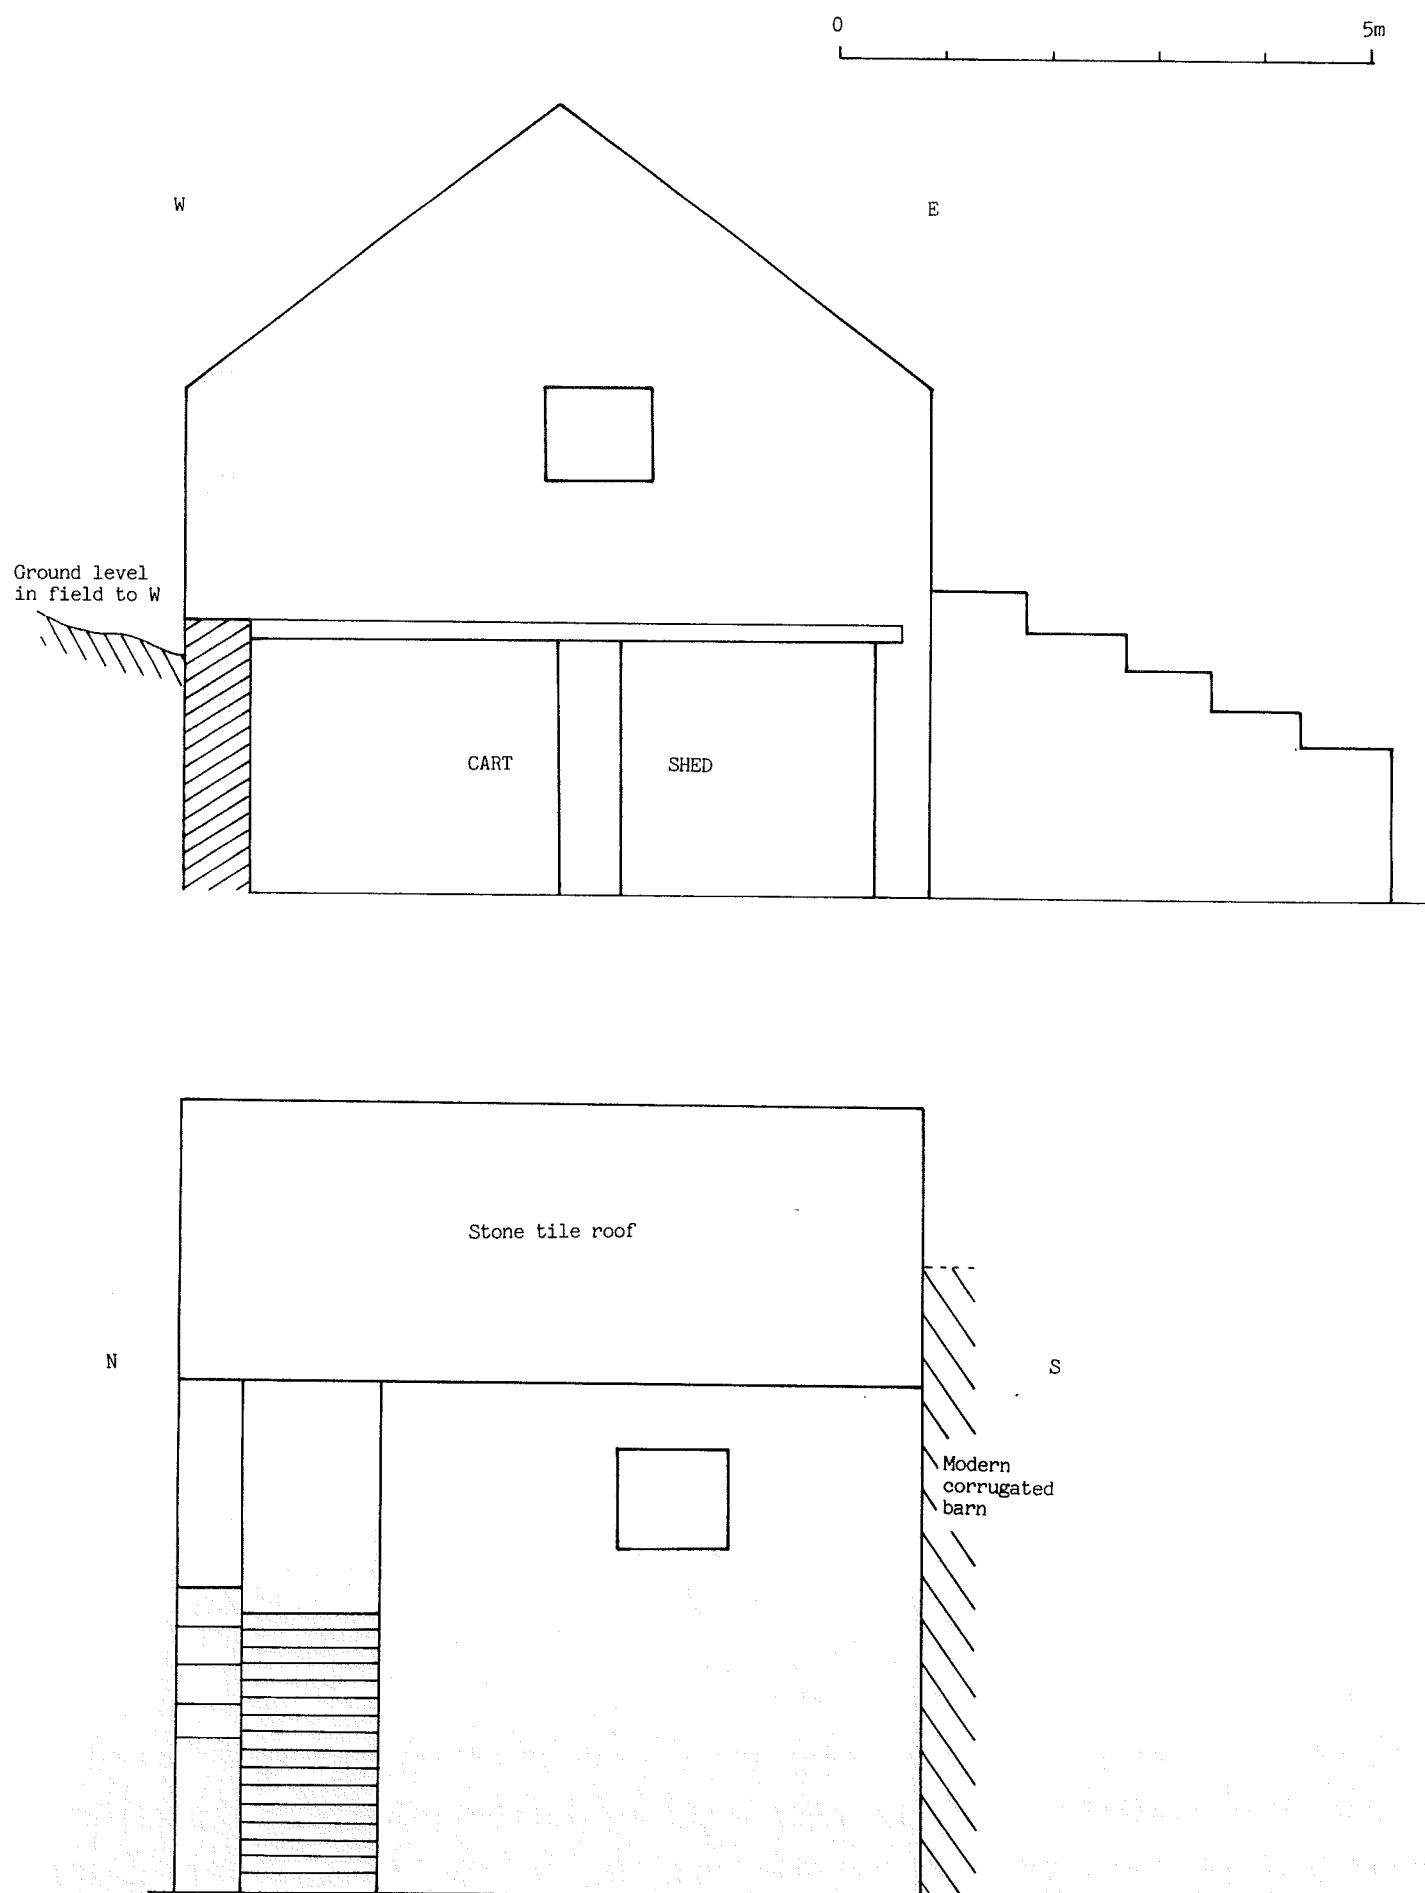 0 5m
W E
Ground level
in field to W
CART SHED
Stone tile roof
N S
Modern
corrugated
barn